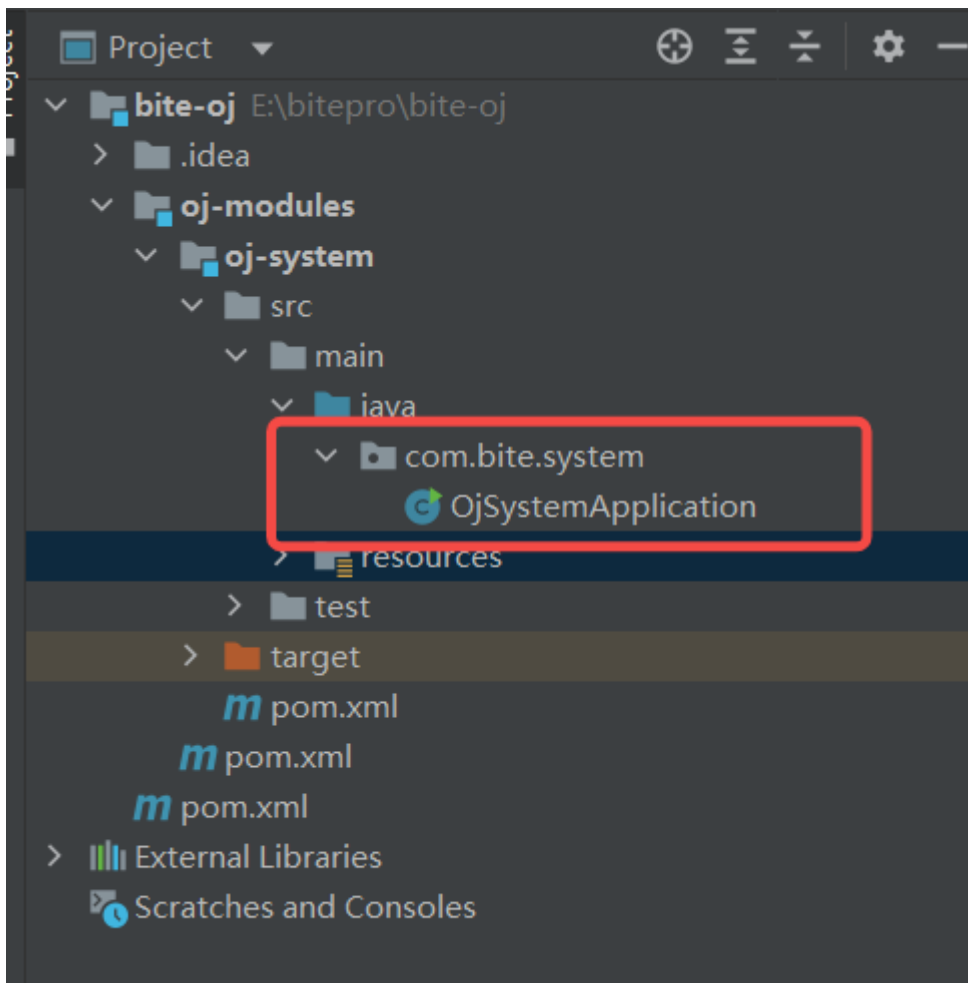 Project
Project
bite-oj E:\bitepro\bite-oj
.idea
oj-modules
oj-system
src
main
java
com.bite.system
OjSystemApplication
resources
test
target
pom.xml
pom.xml
pom.xml
External Libraries
Scratches and Consoles